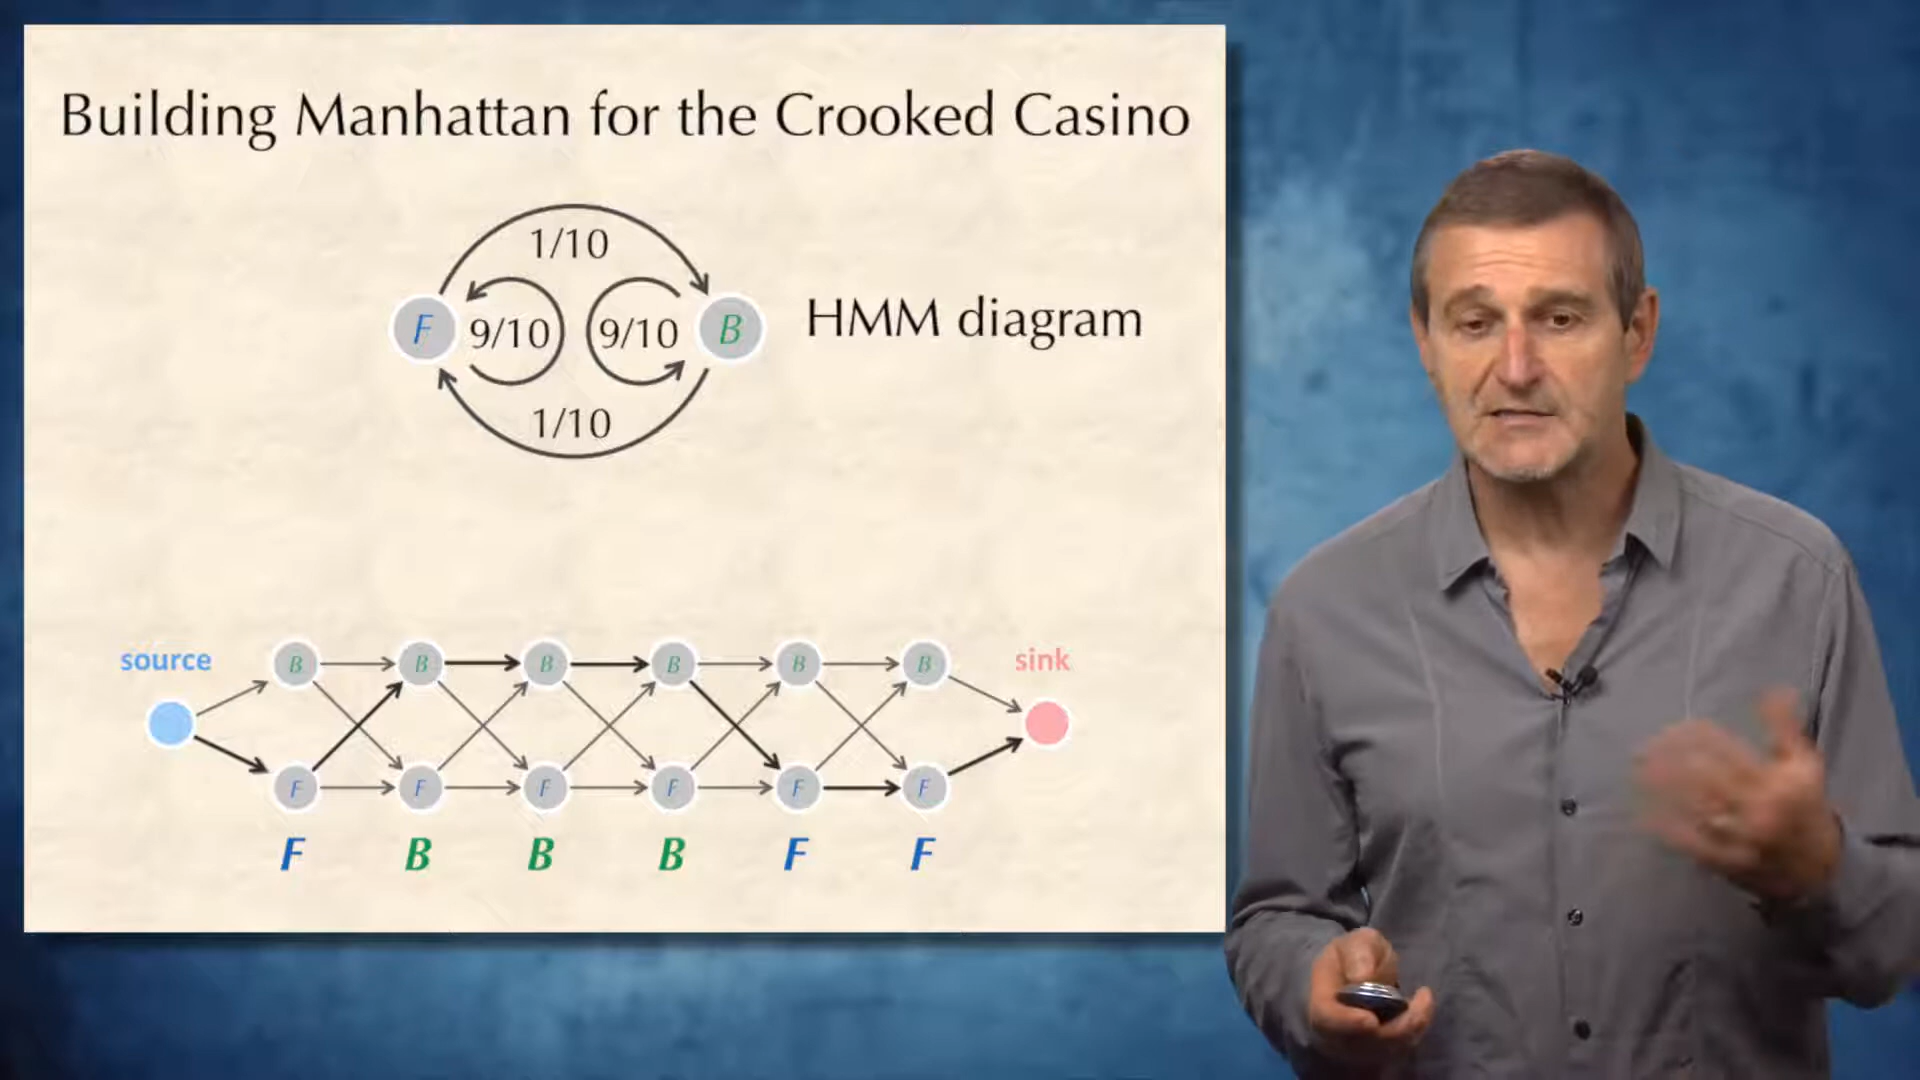 Building Manhattan for the Crooked Casino
1/10
F 9/10 9/10 B HMM diagram
1/10
source B B B B B B sink
F F F F F F
F B B B F F